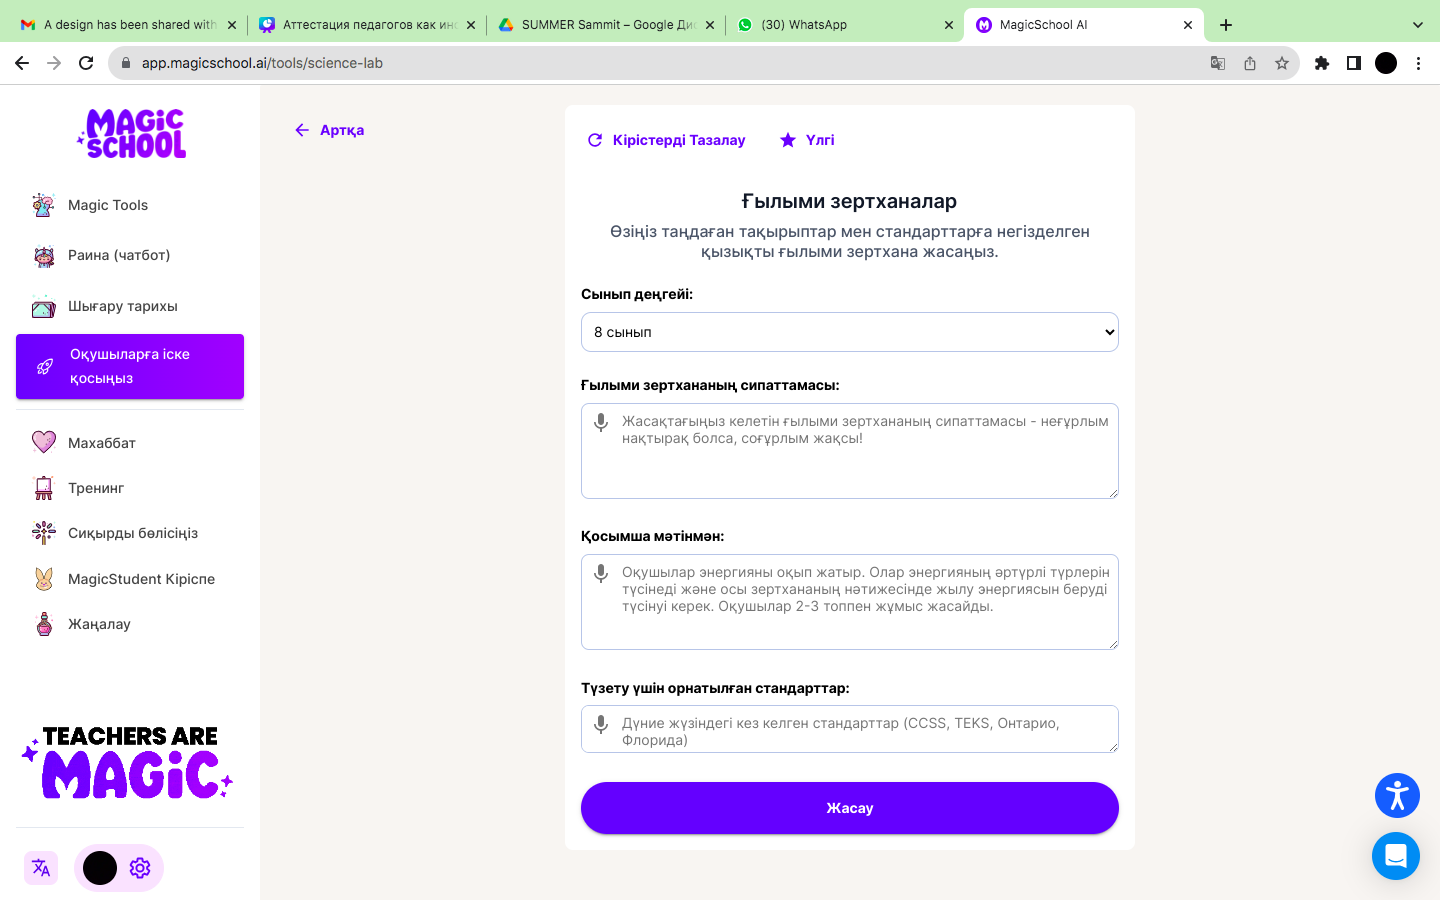 A design has been shared with
Аттестация педагогов как инс
SUMMER Sammit – Google Дис
(30) WhatsApp
MagicSchool AI
app.magicschool.ai/tools/science-lab
MAGIC
SCHOOL
Magic Tools
Раина (чатбот)
Шығару тарихы
Оқушыларға іске
қосыңыз
Махаббат
Тренинг
Сиқырды бөлісіңіз
MagicStudent Кіріспе
Жаңалау
TEACHERS ARE
MAGIC
Артқа
Кірістерді Тазалау
Үлгі
Ғылыми зертханалар
Өзіңіз таңдаған тақырыптар мен стандарттарға негізделген
қызықты ғылыми зертхана жасаңыз.
Сынып деңгейі:
8 сынып
Ғылыми зертхананың сипаттамасы:
Жасақтағыңыз келетін ғылыми зертхананың сипаттамасы - неғұрлым
нақтырақ болса, соғұрлым жақсы!
Қосымша мәтінмән:
Оқушылар энергияны оқып жатыр. Олар энергияның әртүрлі түрлерін
түсінеді және осы зертхананың нәтижесінде жылу энергиясын беруді
түсінуі керек. Оқушылар 2-3 топпен жұмыс жасайды.
Түзету үшін орнатылған стандарттар:
Дүние жүзіндегі кез келген стандарттар (CCSS, TEKS, Онтарио,
Флорида)
Жасау